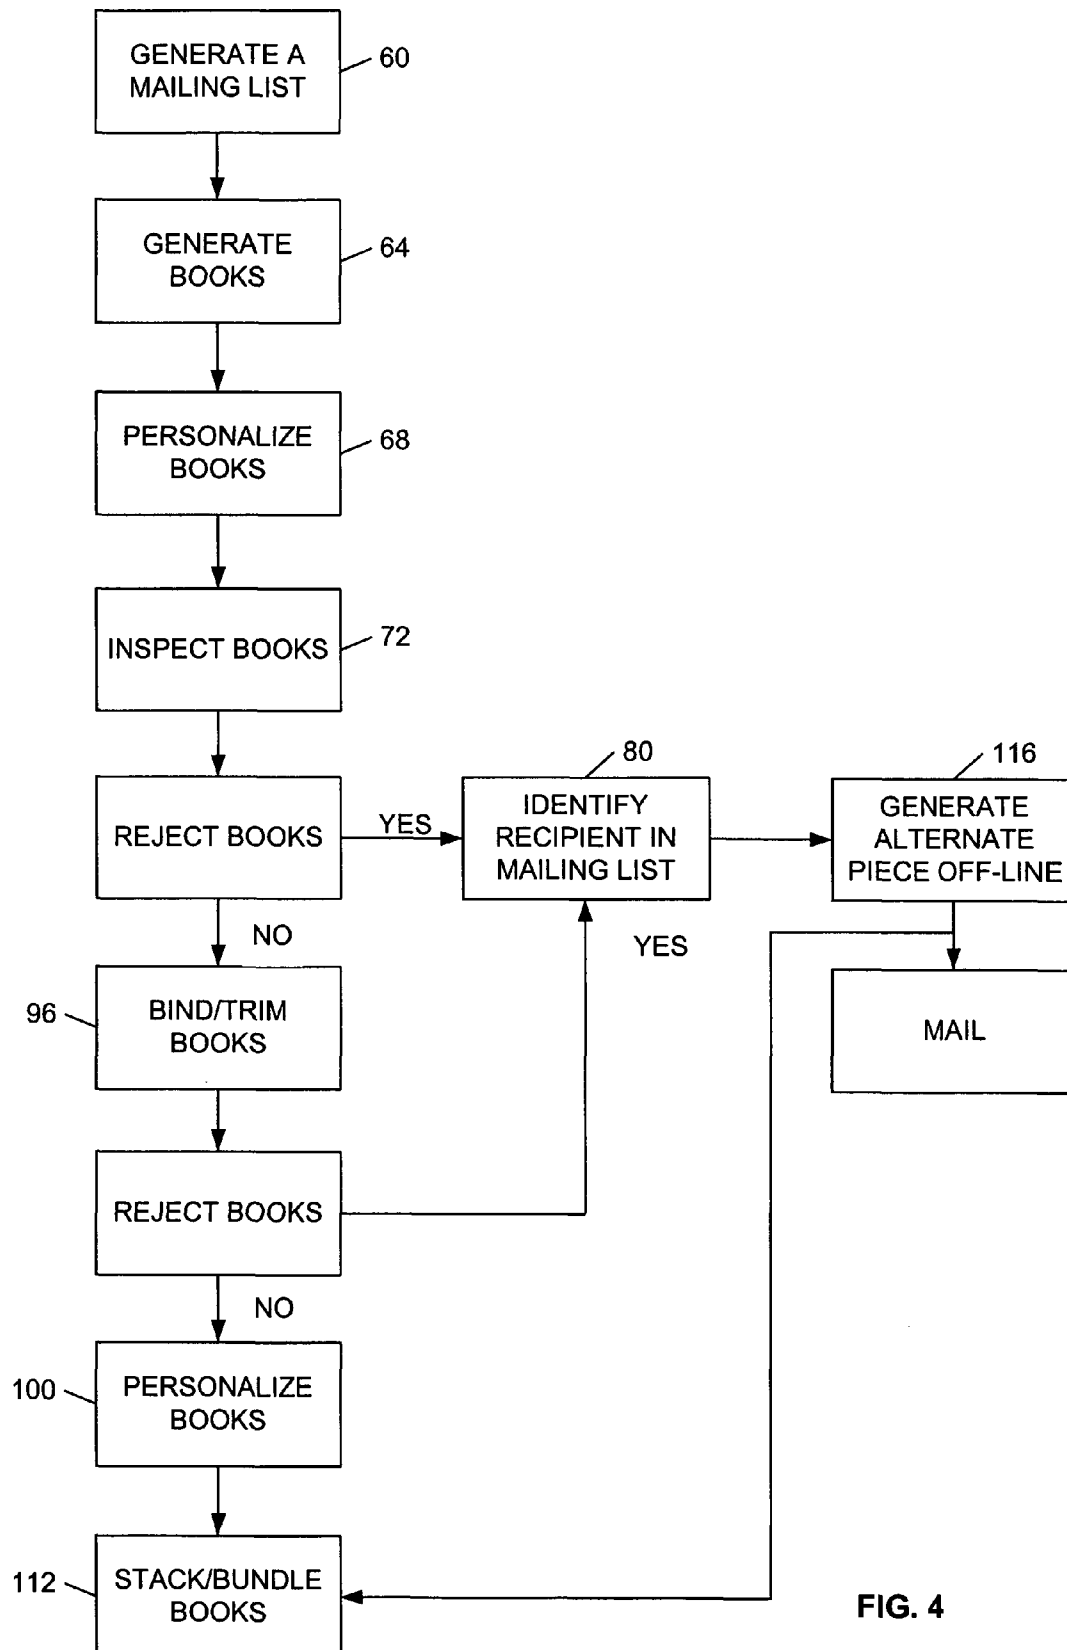 GENERATE A
MAILING LIST
60
GENERATE
BOOKS
64
PERSONALIZE
BOOKS
68
INSPECT BOOKS
72
REJECT BOOKS
YES
80
IDENTIFY
RECIPIENT IN
MAILING LIST
116
GENERATE
ALTERNATE
PIECE OFF-LINE
NO
YES
96
BIND/TRIM
BOOKS
MAIL
REJECT BOOKS
NO
100
PERSONALIZE
BOOKS
112
STACK/BUNDLE
BOOKS
FIG. 4